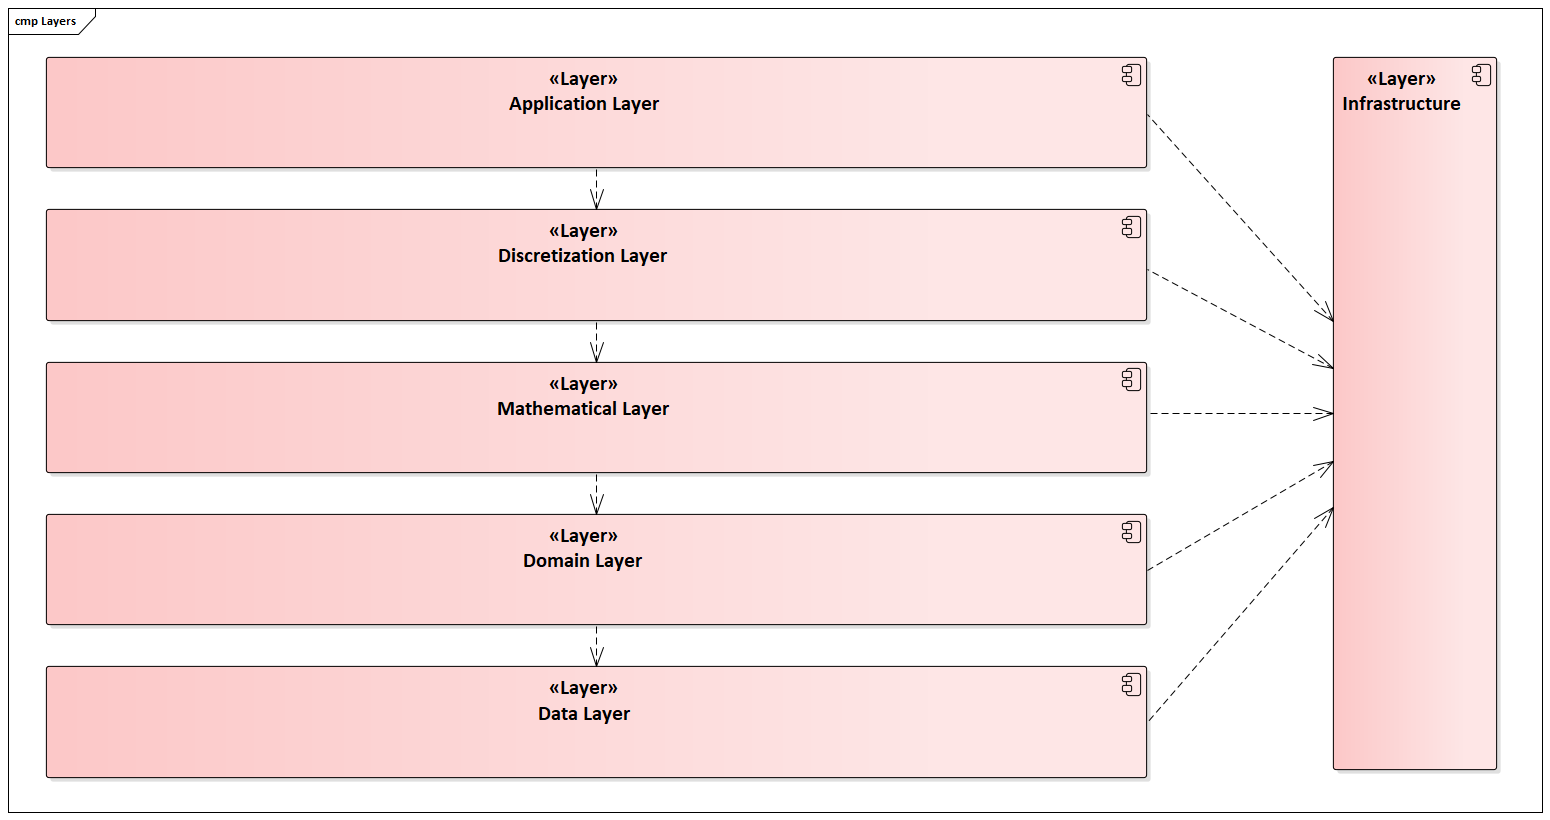 cmp Layers
«Layer»
Application Layer
«Layer»
Infrastructure
«Layer»
Discretization Layer
«Layer»
Mathematical Layer
«Layer»
Domain Layer
«Layer»
Data Layer